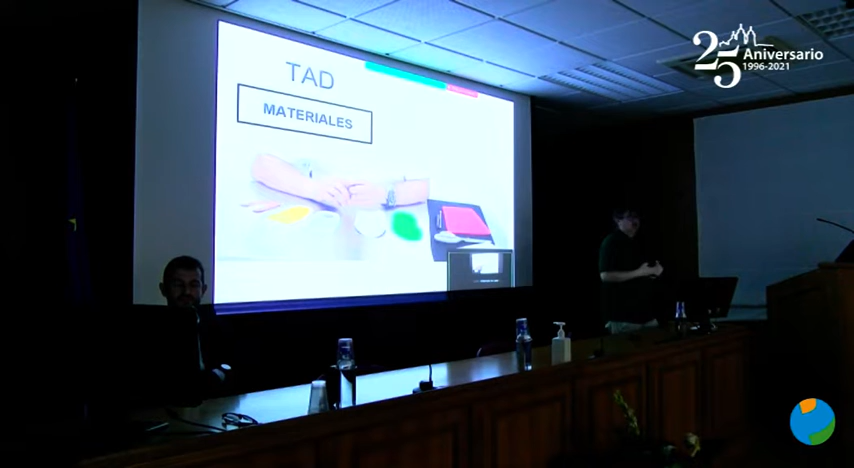 TAD
MATERIALES
25
Aniversario
1996-2021